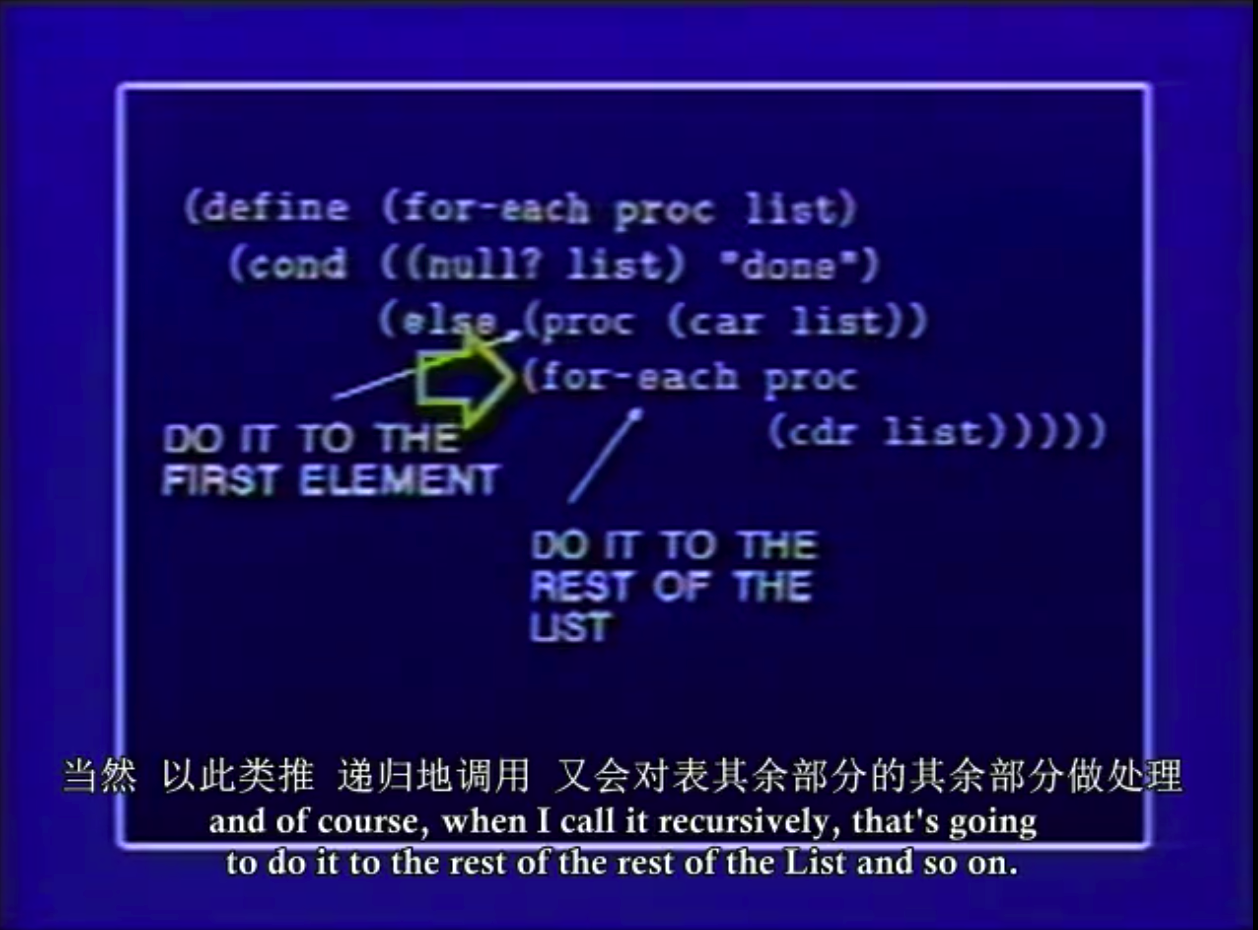 (define (for-each proc list)
(cond ((null? list) "done")
(else (proc (car list))
(for-each proc
(cdr list)))))
DO IT TO THE
FIRST ELEMENT
DO IT TO THE
REST OF THE
LIST
当然 以此类推 递归地调用 又会对表其余部分的其余部分做处理
and of course, when I call it recursively, that's going
to do it to the rest of the rest of the List and so on.